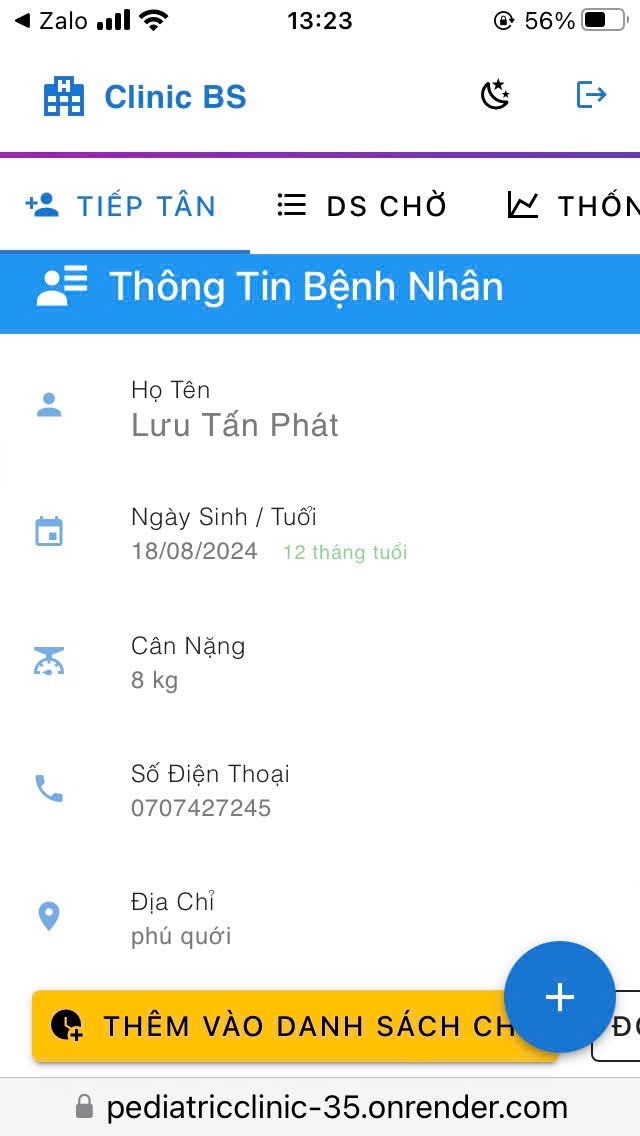 Zalo 13:23 56%
Clinic BS
TIẾP TÂN DS CHỜ THỐN
Thông Tin Bệnh Nhân
Họ Tên
Lưu Tấn Phát
Ngày Sinh / Tuổi
18/08/2024 12 tháng tuổi
Cân Nặng
8 kg
Số Điện Thoại
0707427245
Địa Chỉ
phú quới
THÊM VÀO DANH SÁCH CH
pediatricclinic-35.onrender.com